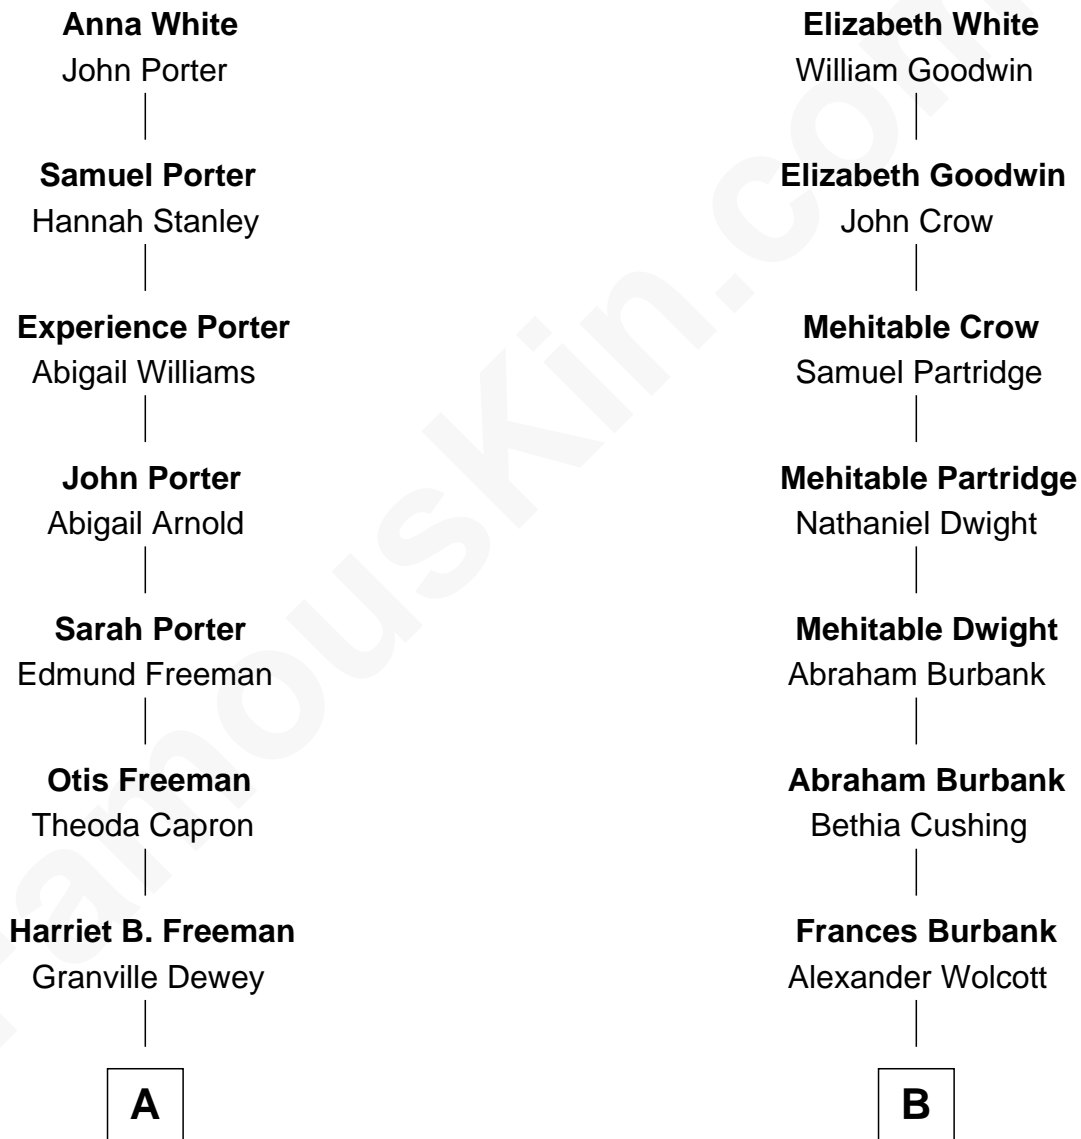 Anna White
John Porter
Samuel Porter
Hannah Stanley
Experience Porter
Abigail Williams
John Porter
Abigail Arnold
Sarah Porter
Edmund Freeman
Otis Freeman
Theoda Capron
Harriet B. Freeman
Granville Dewey
A
Elizabeth White
William Goodwin
Elizabeth Goodwin
John Crow
Mehitable Crow
Samuel Partridge
Mehitable Partridge
Nathaniel Dwight
Mehitable Dwight
Abraham Burbank
Abraham Burbank
Bethia Cushing
Frances Burbank
Alexander Wolcott
B
FamousKin.com